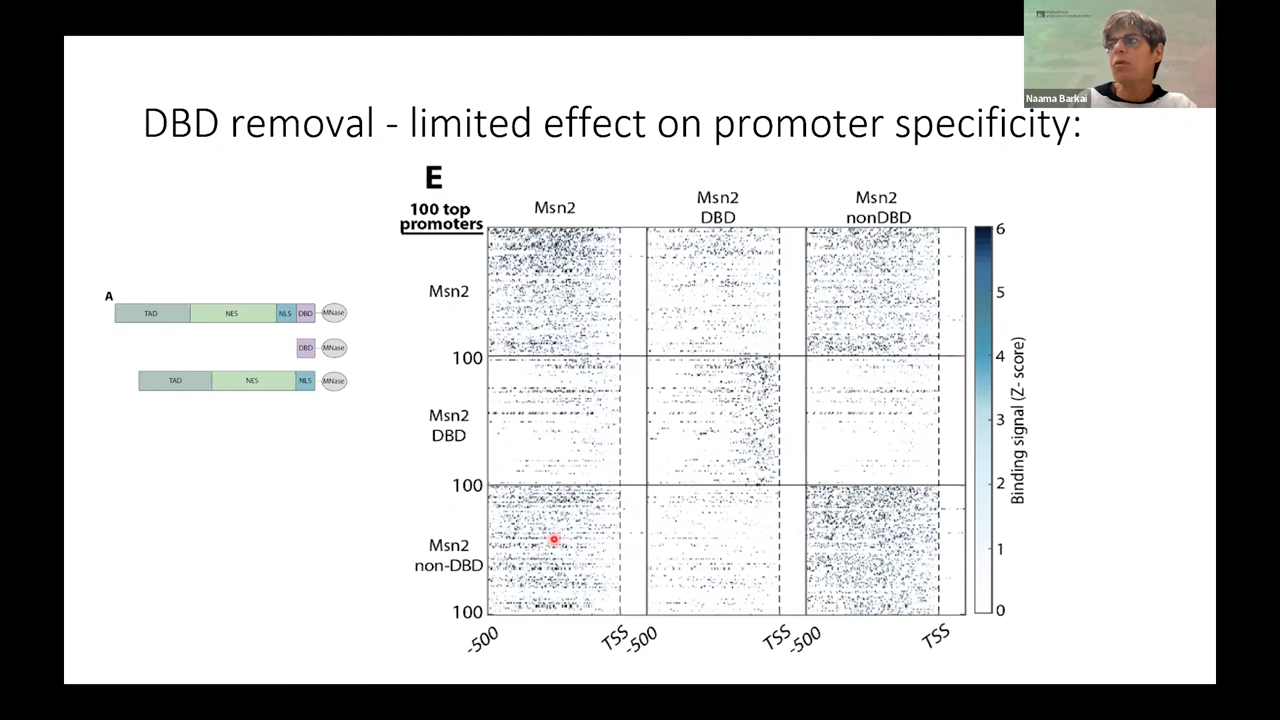 Naama Barkai
DBD removal - limited effect on promoter specificity:
E
100 top
promoters
Msn2
Msn2
DBD
Msn2
nonDBD
A
TAD NES NLS DBD MNase
DBD MNase
TAD NES NLS MNase
Msn2
100
Msn2
DBD
100
Msn2
non-DBD
100
-500 TSS -500 TSS -500 TSS
6
5
4
3
2
1
0
Binding signal (Z- score)